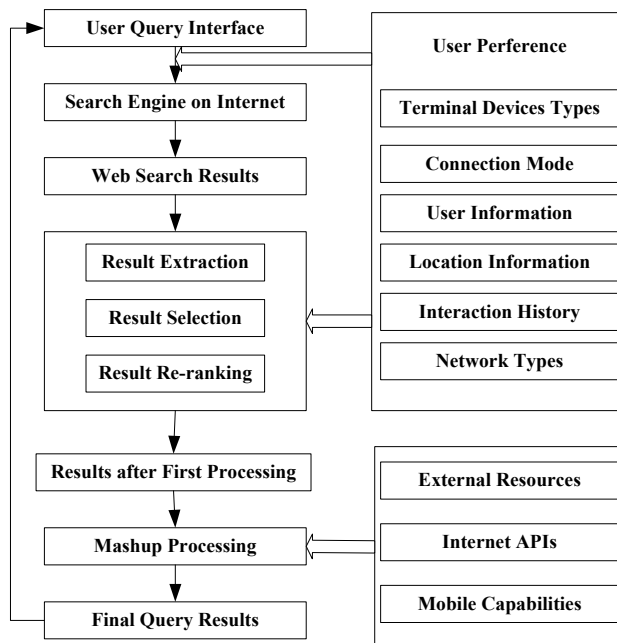 User Query Interface
Search Engine on Internet
Web Search Results
Result Extraction
Result Selection
Result Re-ranking
Results after First Processing
Mashup Processing
Final Query Results
User Perference
Terminal Devices Types
Connection Mode
User Information
Location Information
Interaction History
Network Types
External Resources
Internet APIs
Mobile Capabilities